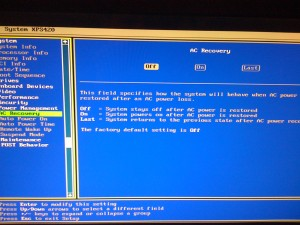 System XPS420
ystem
ystem Info
rocessor Info
emory Info
CI Info
ate/Time
oot Sequence
rives
nboard Devices
ideo
erformance
ecurity
ower Management
AC Recovery
uto Power On
uto Power Time
Remote Wake Up
Suspend Mode
Maintenance
POST Behavior
AC Recovery
Off On Last
This field specifies how the system will behave when AC power
restored after an AC power loss.
Off = System stays off after AC power is restored
On = System powers on after AC power is restored
Last = System returns to the previous state after AC power reco
The factory default setting is Off
Press Enter to modify this setting
Press Up/Down arrows to select a different field
Press +/- keys to expand or collapse a group
Press Esc to exit Setup